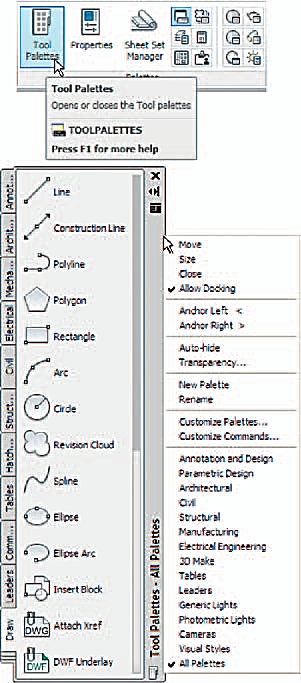 Tool
Palettes
Properties
Sheet Set
Manager
Palettes
Tool Palettes
Opens or closes the Tool palettes
TOOLPALETTES
Press F1 for more help
Annot...
Archit...
Mecha...
Electrical
Civil
Struct...
Hatch...
Tables
Comm...
Leaders
Draw
Line
Construction Line
Polyline
Polygon
Rectangle
Arc
Circle
Revision Cloud
Spline
Ellipse
Ellipse Arc
Insert Block
DWG
Attach Xref
DWF
DWF Underlay
Tool Palettes - All Palettes
Move
Size
Close
Allow Docking
Anchor Left <
Anchor Right >
Auto-hide
Transparency...
New Palette
Rename
Customize Palettes...
Customize Commands...
Annotation and Design
Parametric Design
Architectural
Civil
Structural
Manufacturing
Electrical Engineering
3D Make
Tables
Leaders
Generic Lights
Photometric Lights
Cameras
Visual Styles
All Palettes